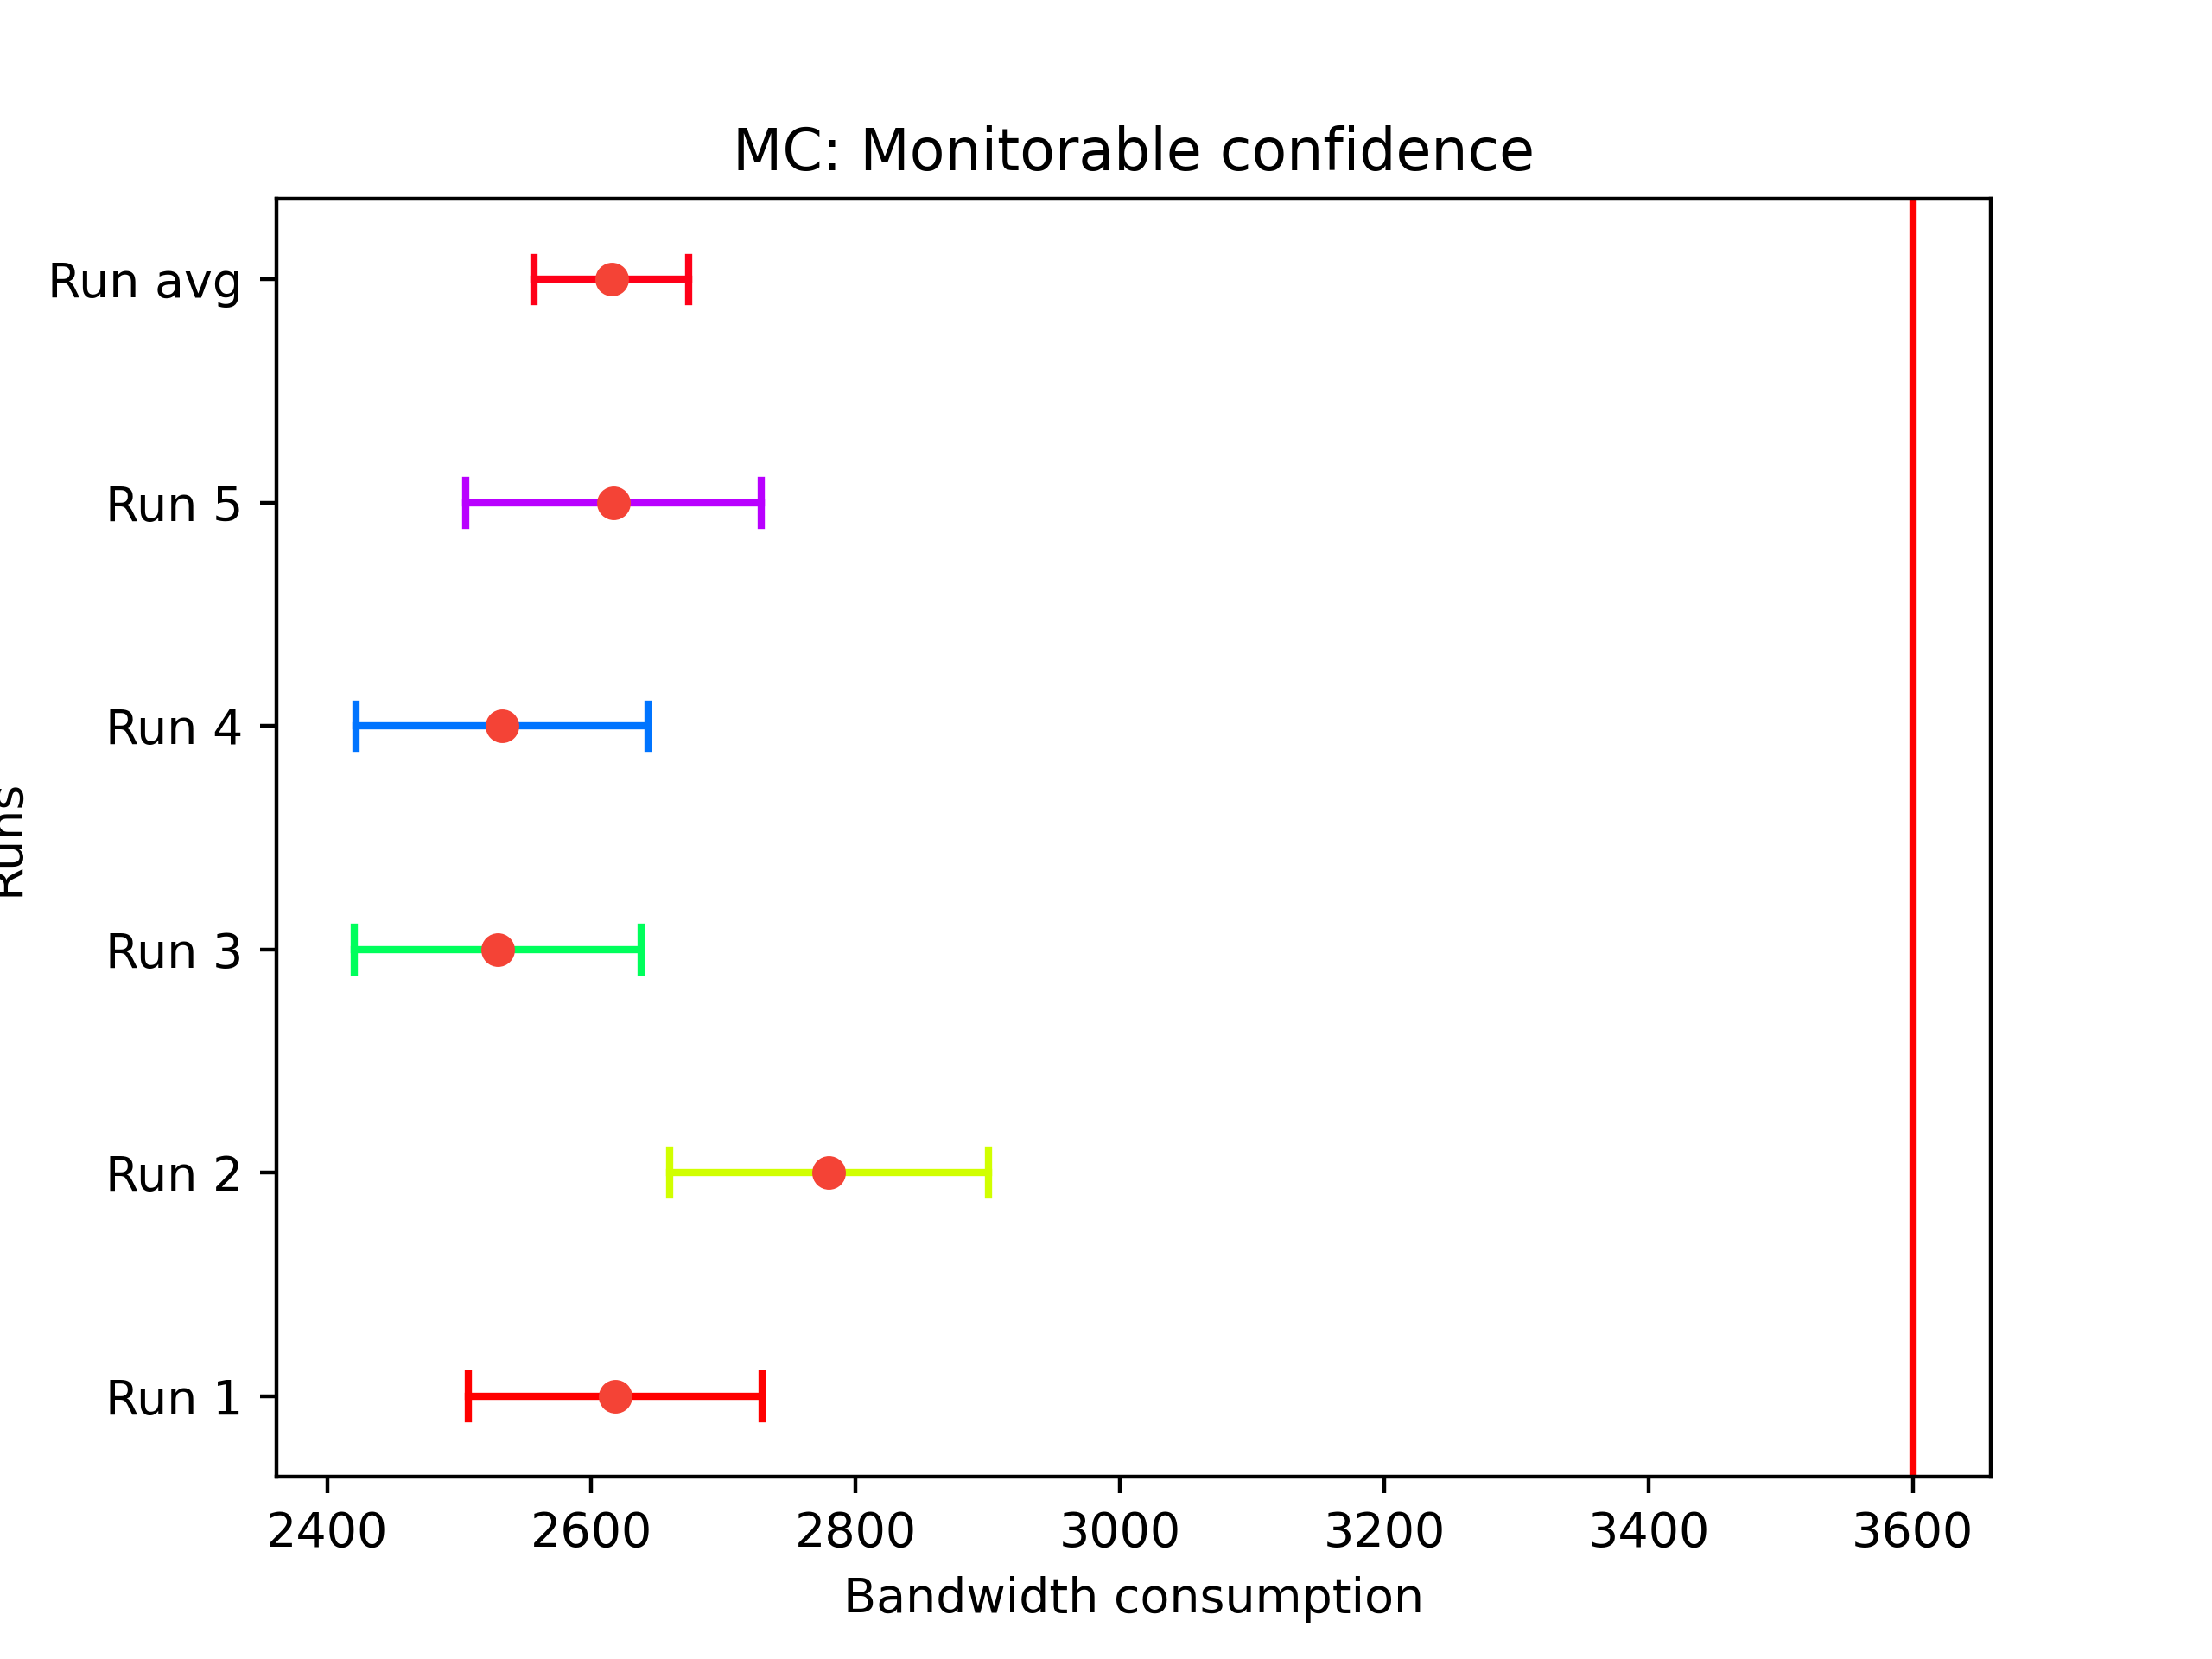 MC: Monitorable confidence
Run avg
Run 5
Run 4
Runs
Run 3
Run 2
Run 1
2400 2600 2800 3000 3200 3400 3600
Bandwidth consumption